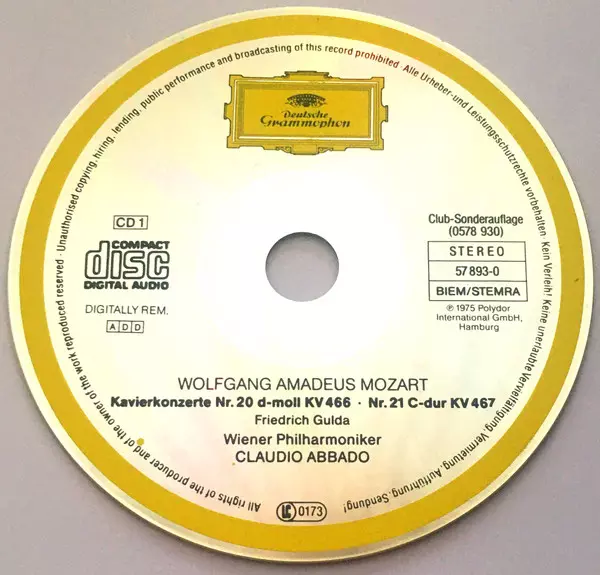 Deutsche
Grammophon
CD 1
COMPACT
disc
DIGITAL AUDIO
DIGITALLY REM.
ADD
Club-Sonderauflage
(0578 930)
STEREO
57 893-0
BIEM/STEMRA
℗ 1975 Polydor
International GmbH,
Hamburg
WOLFGANG AMADEUS MOZART
Kavierkonzerte Nr. 20 d-moll KV 466 · Nr. 21 C-dur KV 467
Friedrich Gulda
Wiener Philharmoniker
CLAUDIO ABBADO
LC 0173
All rights of the producer and/or of the owner of the work reproduced reserved · Unauthorised copying, hiring, lending, public performance and broadcasting of this record prohibited · Alle Urheber-und Leistungsschutzrechte vorbehalten · Kein Verleih! Keine unerlaubte Vervielfältigung, Vermietung, Aufführung, Sendung!